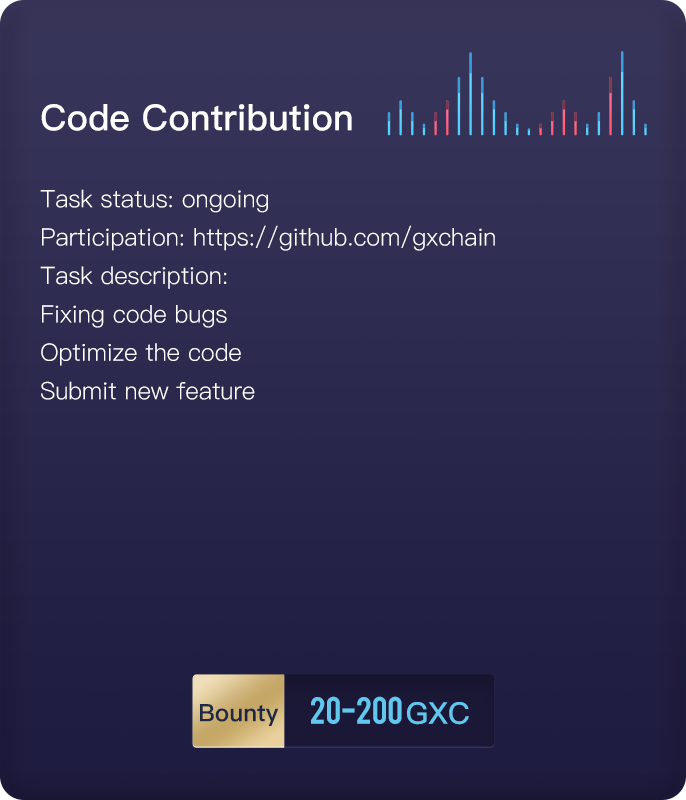 Code Contribution
Task status: ongoing
Participation: https://github.com/gxchain
Task description:
Fixing code bugs
Optimize the code
Submit new feature
Bounty 20-200 GXC